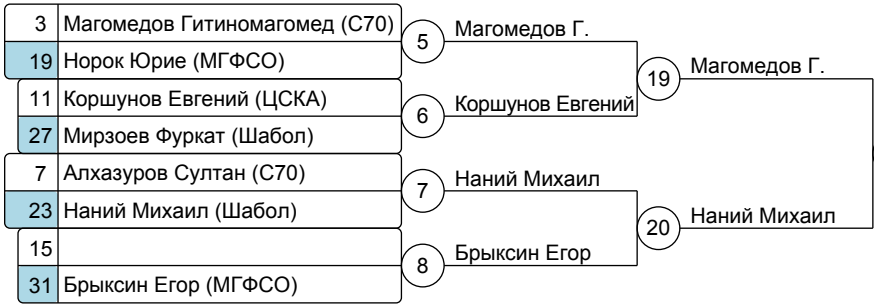 3 Магомедов Гитиномагомед (С70)
19 Норок Юрие (МГФСО)
5 Магомедов Г.
11 Коршунов Евгений (ЦСКА)
27 Мирзоев Фуркат (Шабол)
6 Коршунов Евгений
19 Магомедов Г.
7 Алхазуров Султан (С70)
23 Наний Михаил (Шабол)
7 Наний Михаил
15
31 Брыксин Егор (МГФСО)
8 Брыксин Егор
20 Наний Михаил